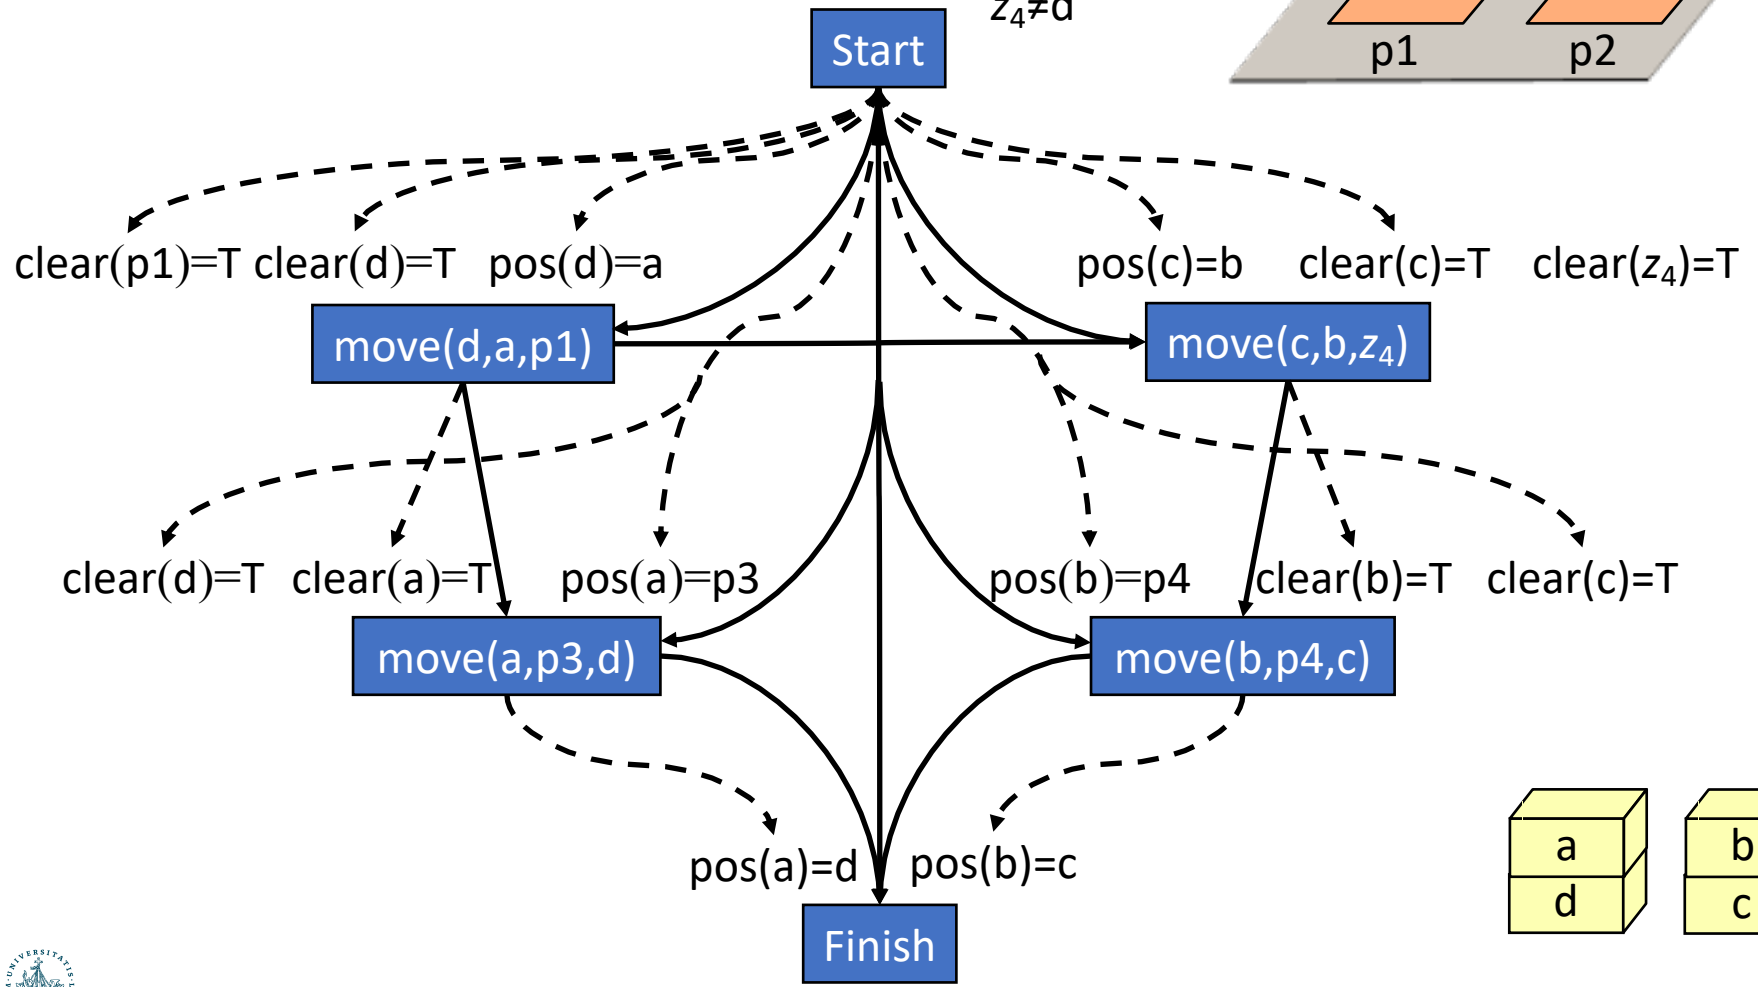 z₄≠d
Start
p1 p2
clear(p1)=T clear(d)=T pos(d)=a pos(c)=b clear(c)=T clear(z₄)=T
move(d,a,p1) move(c,b,z₄)
clear(d)=T clear(a)=T pos(a)=p3 pos(b)=p4 clear(b)=T clear(c)=T
move(a,p3,d) move(b,p4,c)
a b
pos(a)=d pos(b)=c
d c
Finish